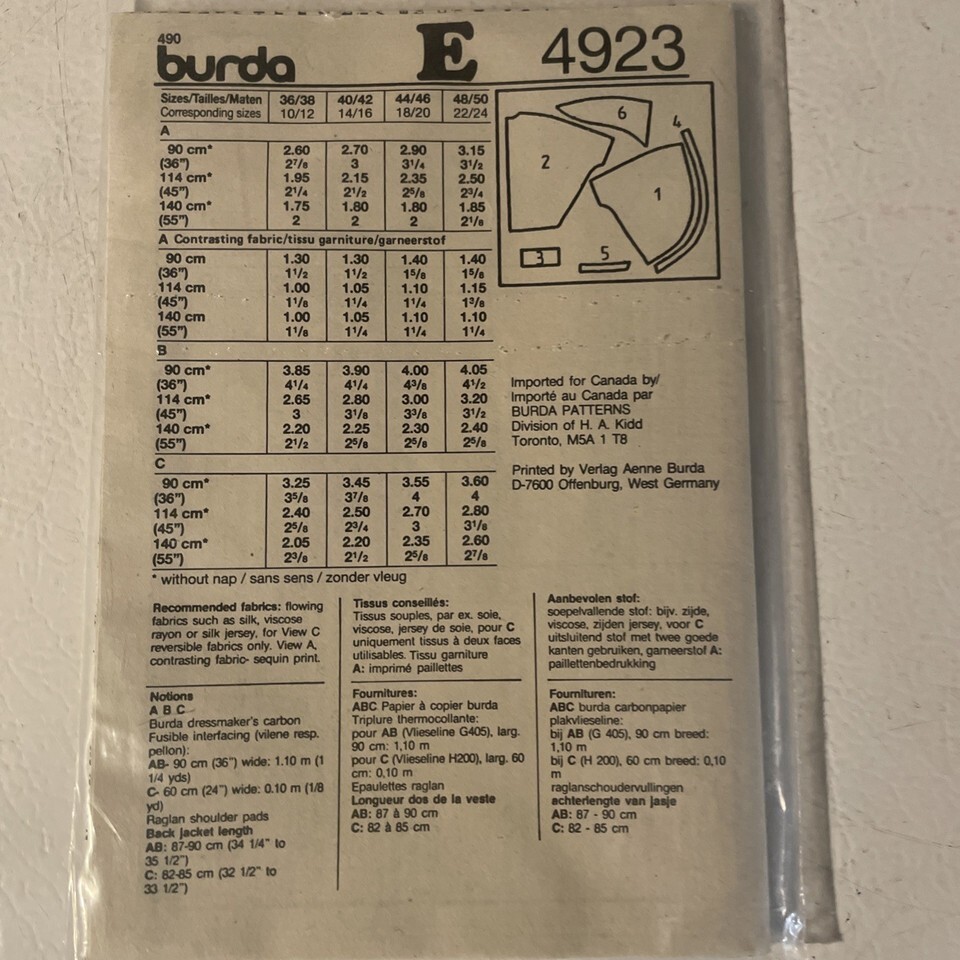 490
burda E 4923
Sizes/Tailles/Maten 36/38 40/42 44/46 48/50
Corresponding sizes 10/12 14/16 18/20 22/24
A
90 cm* 2.60 2.70 2.90 3.15
(36") 2⁷/₈ 3 3¹/₄ 3¹/₂
114 cm* 1.95 2.15 2.35 2.50
(45") 2¹/₄ 2¹/₂ 2⁵/₈ 2³/₄
140 cm* 1.75 1.80 1.80 1.85
(55") 2 2 2 2¹/₈
A Contrasting fabric/tissu garniture/garneerstof
90 cm 1.30 1.30 1.40 1.40
(36") 1¹/₂ 1¹/₂ 1⁵/₈ 1⁵/₈
114 cm 1.00 1.05 1.10 1.15
(45") 1¹/₈ 1¹/₄ 1¹/₄ 1³/₈
140 cm 1.00 1.05 1.10 1.10
(55") 1¹/₈ 1¹/₄ 1¹/₄ 1¹/₄
B
90 cm* 3.85 3.90 4.00 4.05
(36") 4¹/₄ 4¹/₄ 4³/₈ 4¹/₂
114 cm* 2.65 2.80 3.00 3.20
(45") 3 3¹/₈ 3³/₈ 3¹/₂
140 cm* 2.20 2.25 2.30 2.40
(55") 2¹/₂ 2⁵/₈ 2⁵/₈ 2⁵/₈
C
90 cm* 3.25 3.45 3.55 3.60
(36") 3⁵/₈ 3⁷/₈ 4 4
114 cm* 2.40 2.50 2.70 2.80
(45") 2⁵/₈ 2³/₄ 3 3¹/₈
140 cm* 2.05 2.20 2.35 2.60
(55") 2³/₈ 2¹/₂ 2⁵/₈ 2⁷/₈
* without nap / sans sens / zonder vleug
6
4
2
1
3
5
Imported for Canada by/
Importé au Canada par
BURDA PATTERNS
Division of H. A. Kidd
Toronto, M5A 1 T8
Printed by Verlag Aenne Burda
D-7600 Offenburg, West Germany
Recommended fabrics: flowing
fabrics such as silk, viscose
rayon or silk jersey, for View C
reversible fabrics only. View A,
contrasting fabric- sequin print.
Notions
A B C
Burda dressmaker's carbon
Fusible interfacing (vilene resp.
pellon):
AB- 90 cm (36") wide: 1.10 m (1
1/4 yds)
C- 60 cm (24") wide: 0.10 m (1/8
yd)
Raglan shoulder pads
Back jacket length
AB: 87-90 cm (34 1/4" to
35 1/2")
C: 82-85 cm (32 1/2" to
33 1/2")
Tissus conseillés:
Tissus souples, par ex. soie,
viscose, jersey de soie, pour C
uniquement tissus à deux faces
utilisables. Tissu garniture
A: imprimé paillettes
Fournitures:
ABC Papier à copier burda
Triplure thermocollante:
pour AB (Vlieseline G405), larg.
90 cm: 1,10 m
pour C (Vlieseline H200), larg. 60
cm: 0,10 m
Epaulettes raglan
Longueur dos de la veste
AB: 87 à 90 cm
C: 82 à 85 cm
Aanbevolen stof:
soepelvallende stof: bijv. zijde,
viscose, zijden jersey, voor C
uitsluitend stof met twee goede
kanten gebruiken, garneerstof A:
paillettenbedrukking
Fournituren:
ABC burda carbonpapier
plakvlieseline:
bij AB (G 405), 90 cm breed:
1,10 m
bij C (H 200), 60 cm breed: 0,10
m
raglanschoudervullingen
achterlengte van jasje
AB: 87 - 90 cm
C: 82 - 85 cm